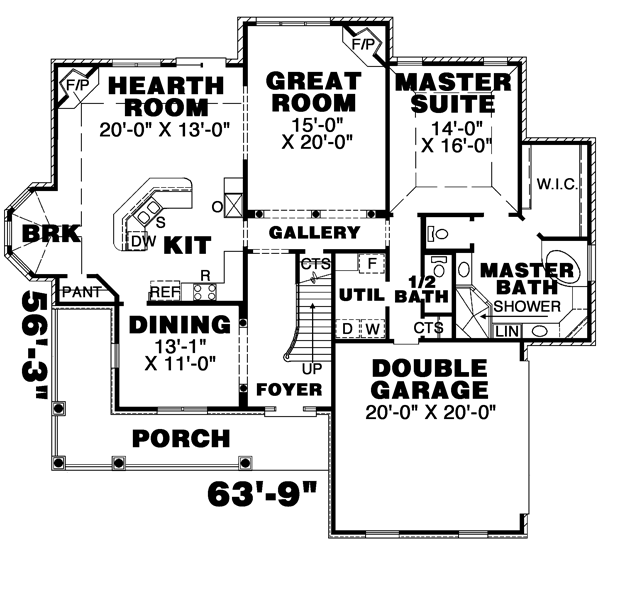 F/P
HEARTH
ROOM
20'-0" X 13'-0"
F/P
GREAT
ROOM
15'-0"
X 20'-0"
MASTER
SUITE
14'-0"
X 16'-0"
W.I.C.
BRK
S
DW
KIT
O
GALLERY
PANT
REF
R
CTS
F
UTIL
D
W
1/2
BATH
CTS
MASTER
BATH
SHOWER
LIN
DINING
13'-1"
X 11'-0"
UP
FOYER
DOUBLE
GARAGE
20'-0" X 20'-0"
PORCH
56'-3"
63'-9"